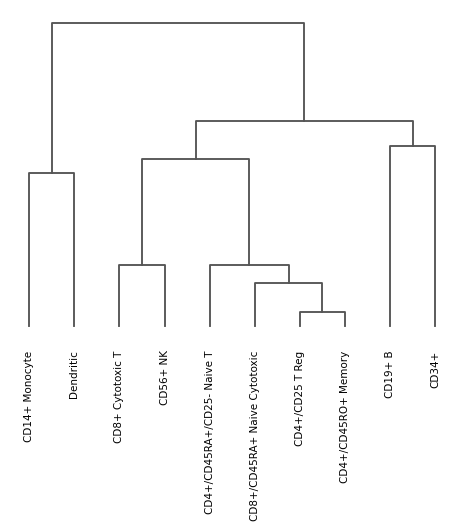 CD14+ Monocyte
Dendritic
CD8+ Cytotoxic T
CD56+ NK
CD4+/CD45RA+/CD25- Naive T
CD8+/CD45RA+ Naive Cytotoxic
CD4+/CD25 T Reg
CD4+/CD45RO+ Memory
CD19+ B
CD34+